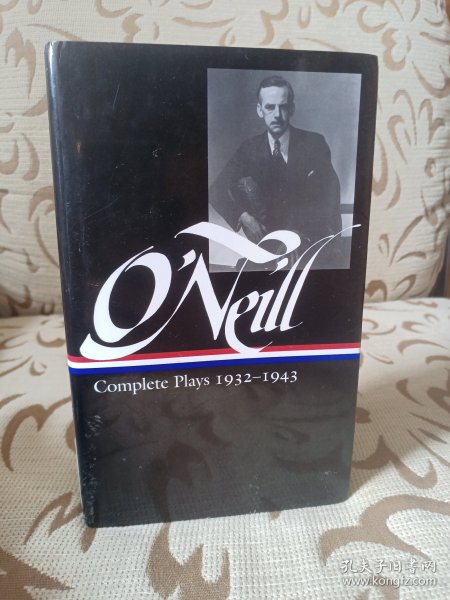 O'Neill
Complete Plays 1932–1943
孔夫子旧书网
www.kongfz.com